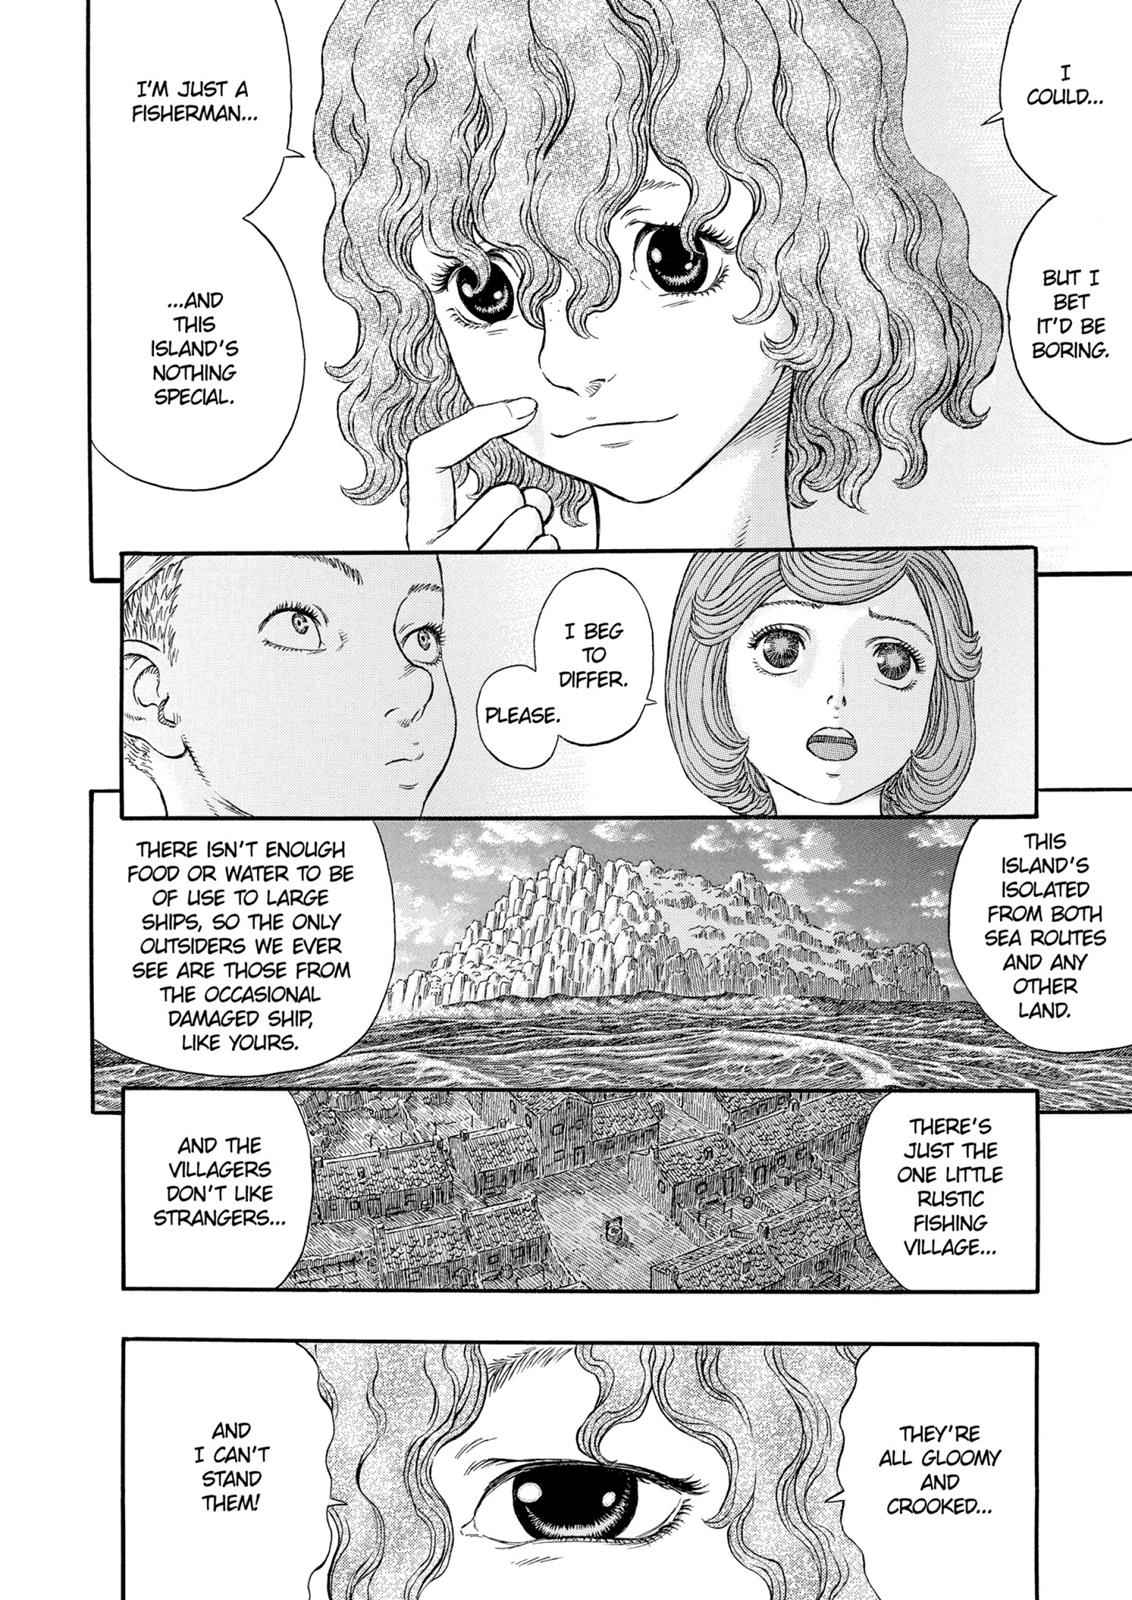 I
COULD...
BUT I
BET
IT'D BE
BORING.
I'M JUST A
FISHERMAN...
...AND
THIS
ISLAND'S
NOTHING
SPECIAL.
I BEG
TO
DIFFER.
PLEASE.
THIS
ISLAND'S
ISOLATED
FROM BOTH
SEA ROUTES
AND ANY
OTHER
LAND.
THERE ISN'T ENOUGH
FOOD OR WATER TO BE
OF USE TO LARGE
SHIPS, SO THE ONLY
OUTSIDERS WE EVER
SEE ARE THOSE FROM
THE OCCASIONAL
DAMAGED SHIP,
LIKE YOURS.
THERE'S
JUST THE
ONE LITTLE
RUSTIC
FISHING
VILLAGE...
AND THE
VILLAGERS
DON'T LIKE
STRANGERS...
THEY'RE
ALL GLOOMY
AND
CROOKED...
AND
I CAN'T
STAND
THEM!